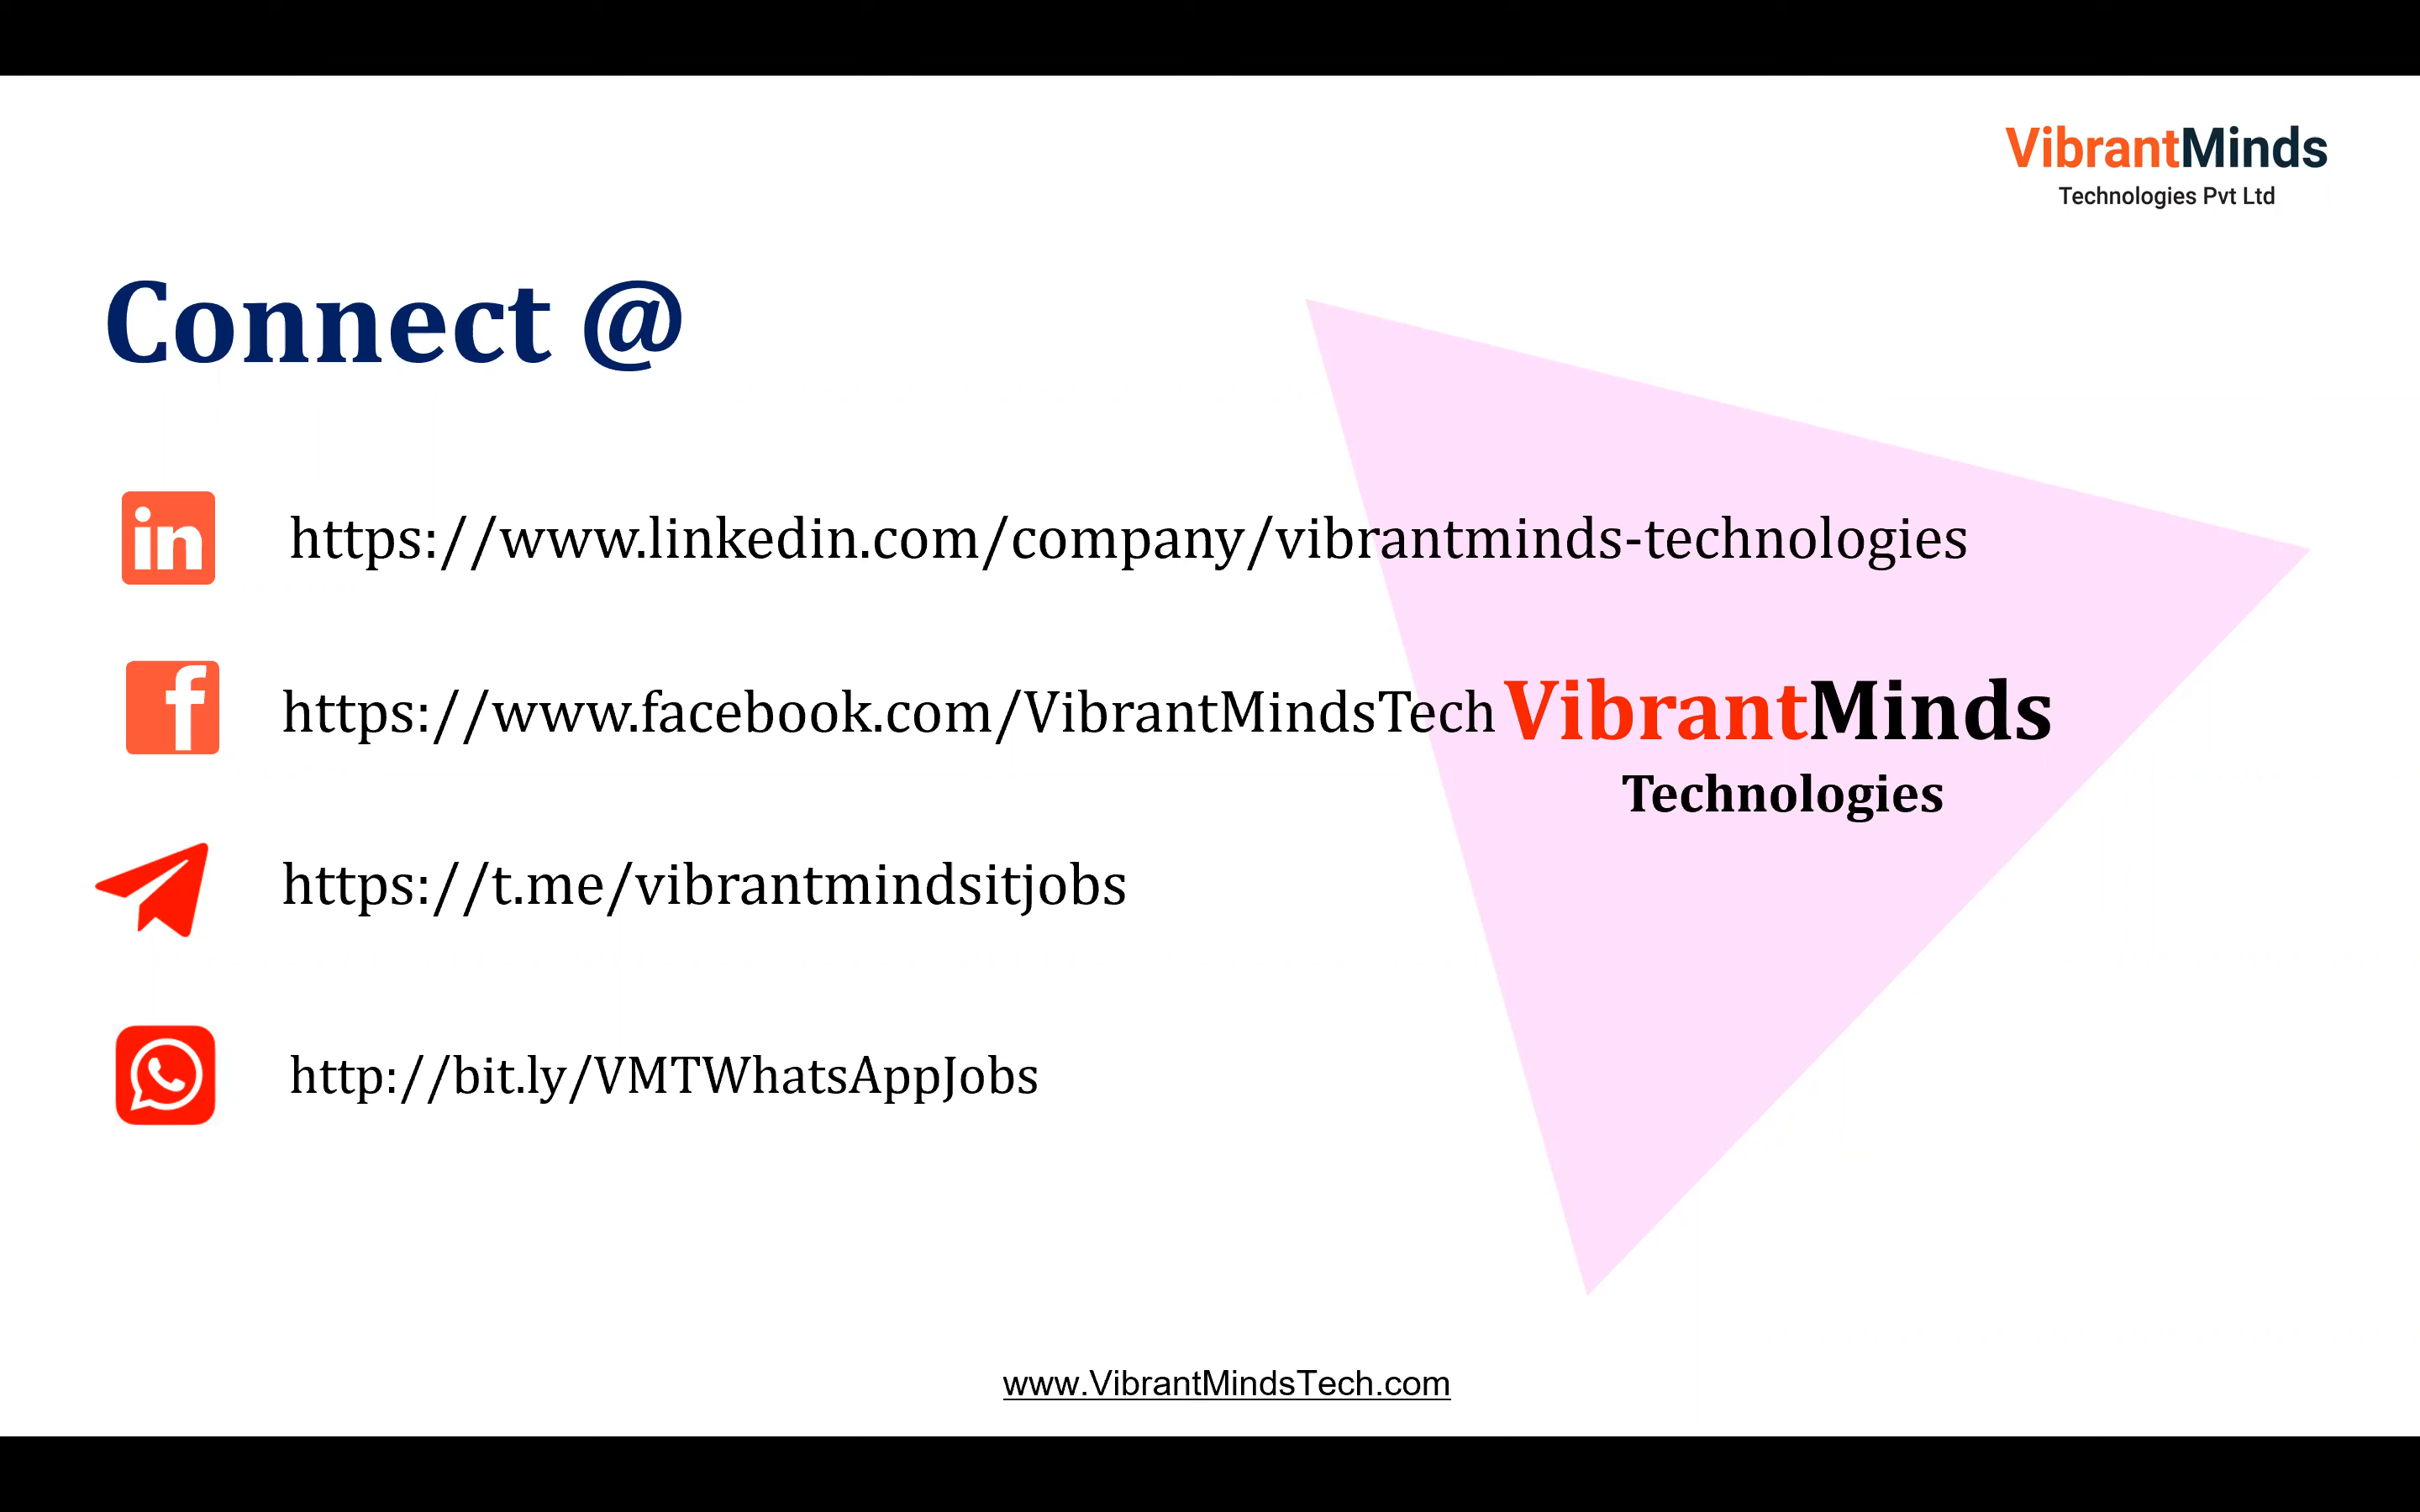 VibrantMinds
Technologies Pvt Ltd
Connect @
in
https://www.linkedin.com/company/vibrantminds-technologies
f
https://www.facebook.com/VibrantMindsTech
VibrantMinds
Technologies
https://t.me/vibrantmindsitjobs
http://bit.ly/VMTWhatsAppJobs
www.VibrantMindsTech.com